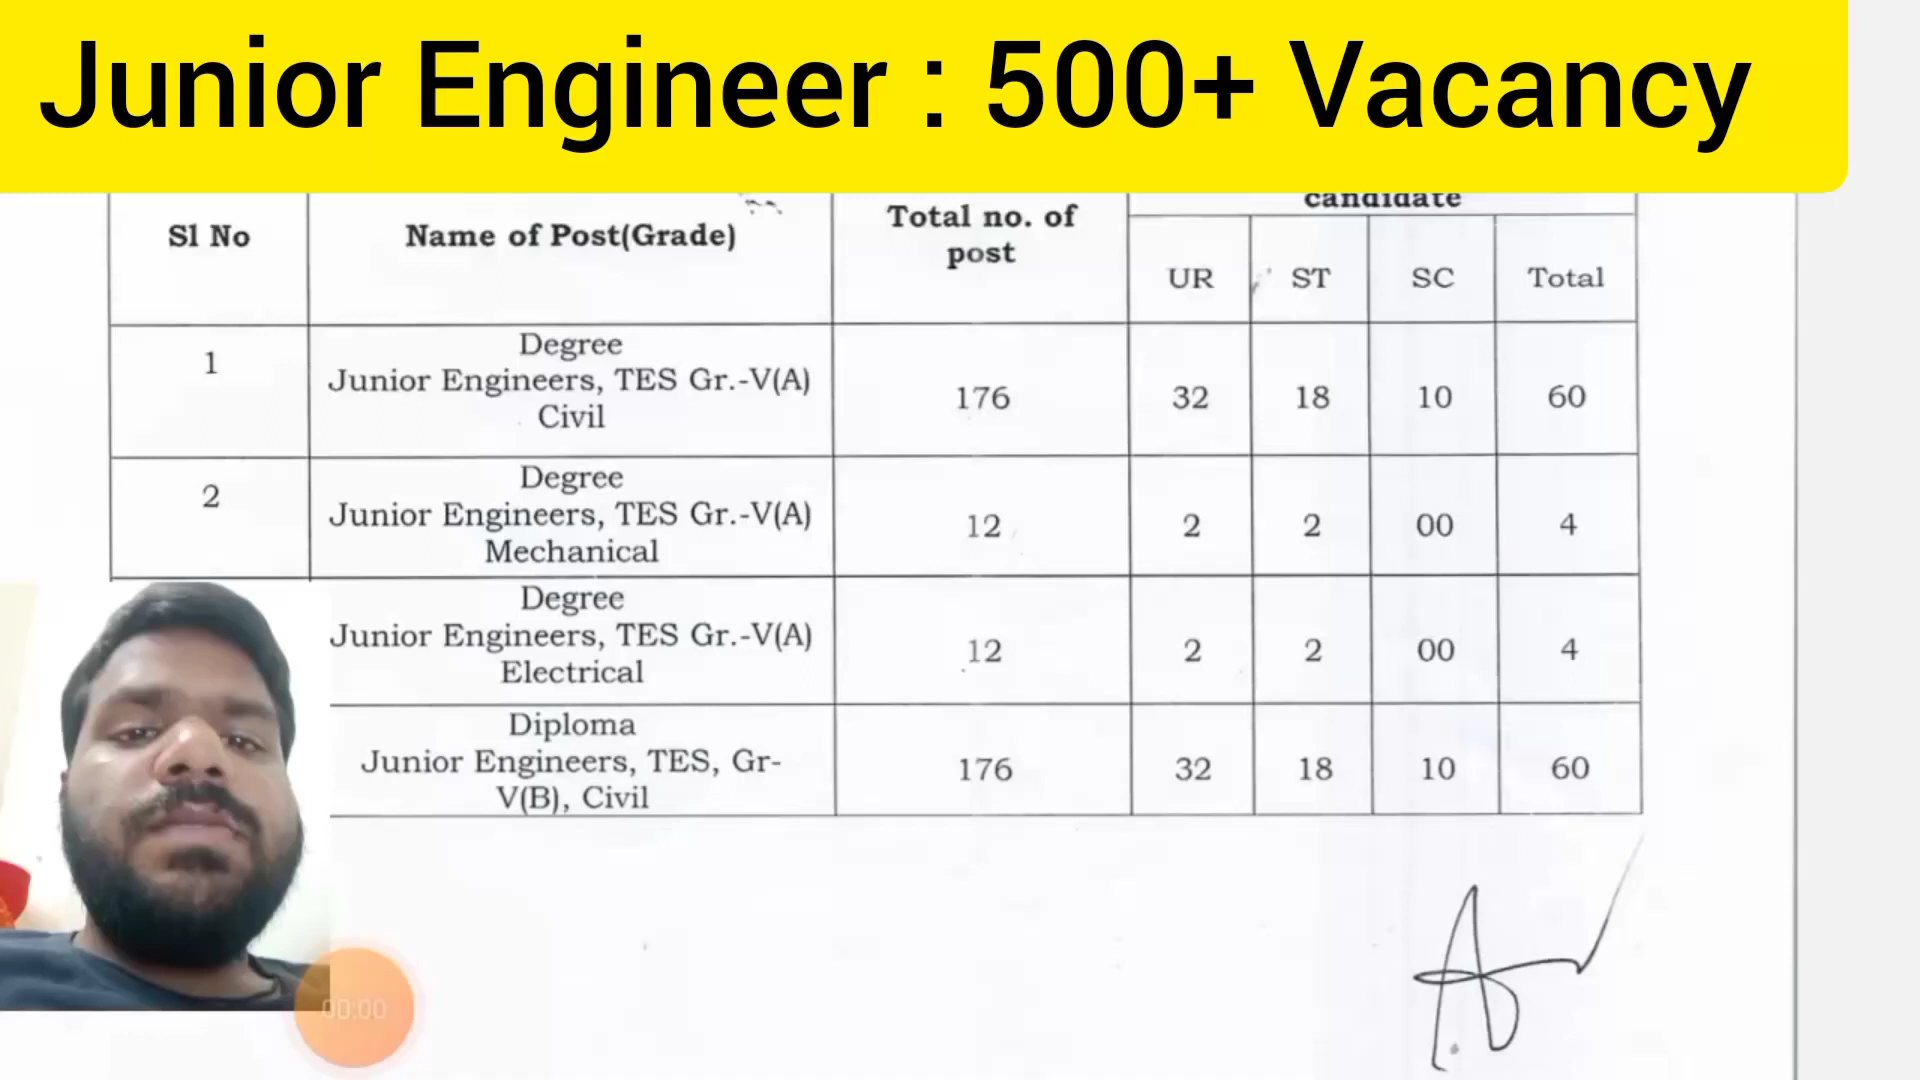 Junior Engineer : 500+ Vacancy
candidate
Sl No Name of Post(Grade) Total no. of
post
UR ST SC Total
1 Degree
Junior Engineers, TES Gr.-V(A)
Civil
176 32 18 10 60
2 Degree
Junior Engineers, TES Gr.-V(A)
Mechanical
12 2 2 00 4
Degree
Junior Engineers, TES Gr.-V(A)
Electrical
12 2 2 00 4
Diploma
Junior Engineers, TES, Gr-
V(B), Civil
176 32 18 10 60
00:00